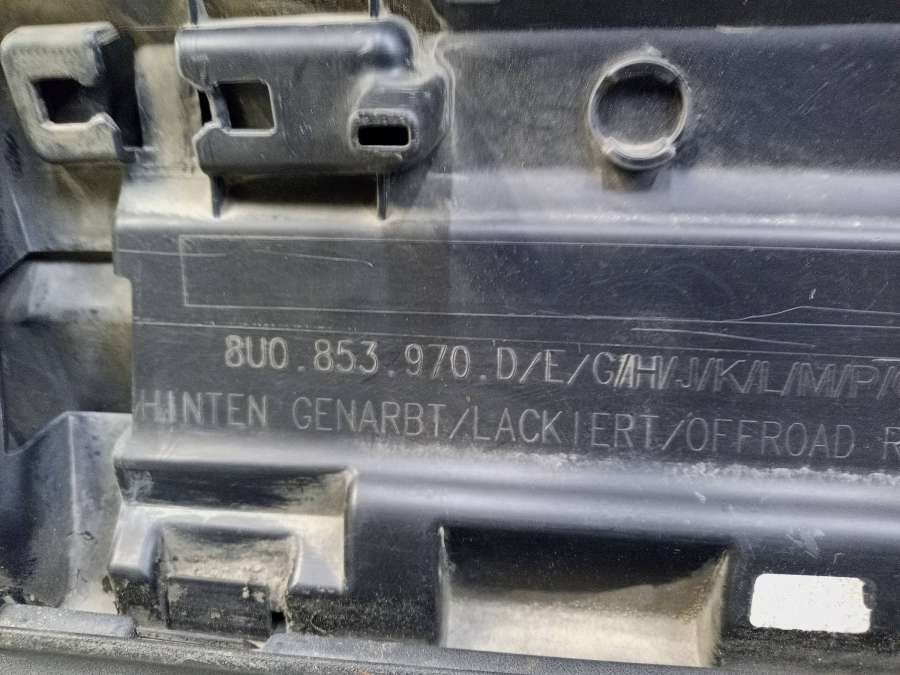 8U0.853.970.D/E/G/H/J/K/L/M/P/
HINTEN GENARBT/LACKIERT/OFFROAD